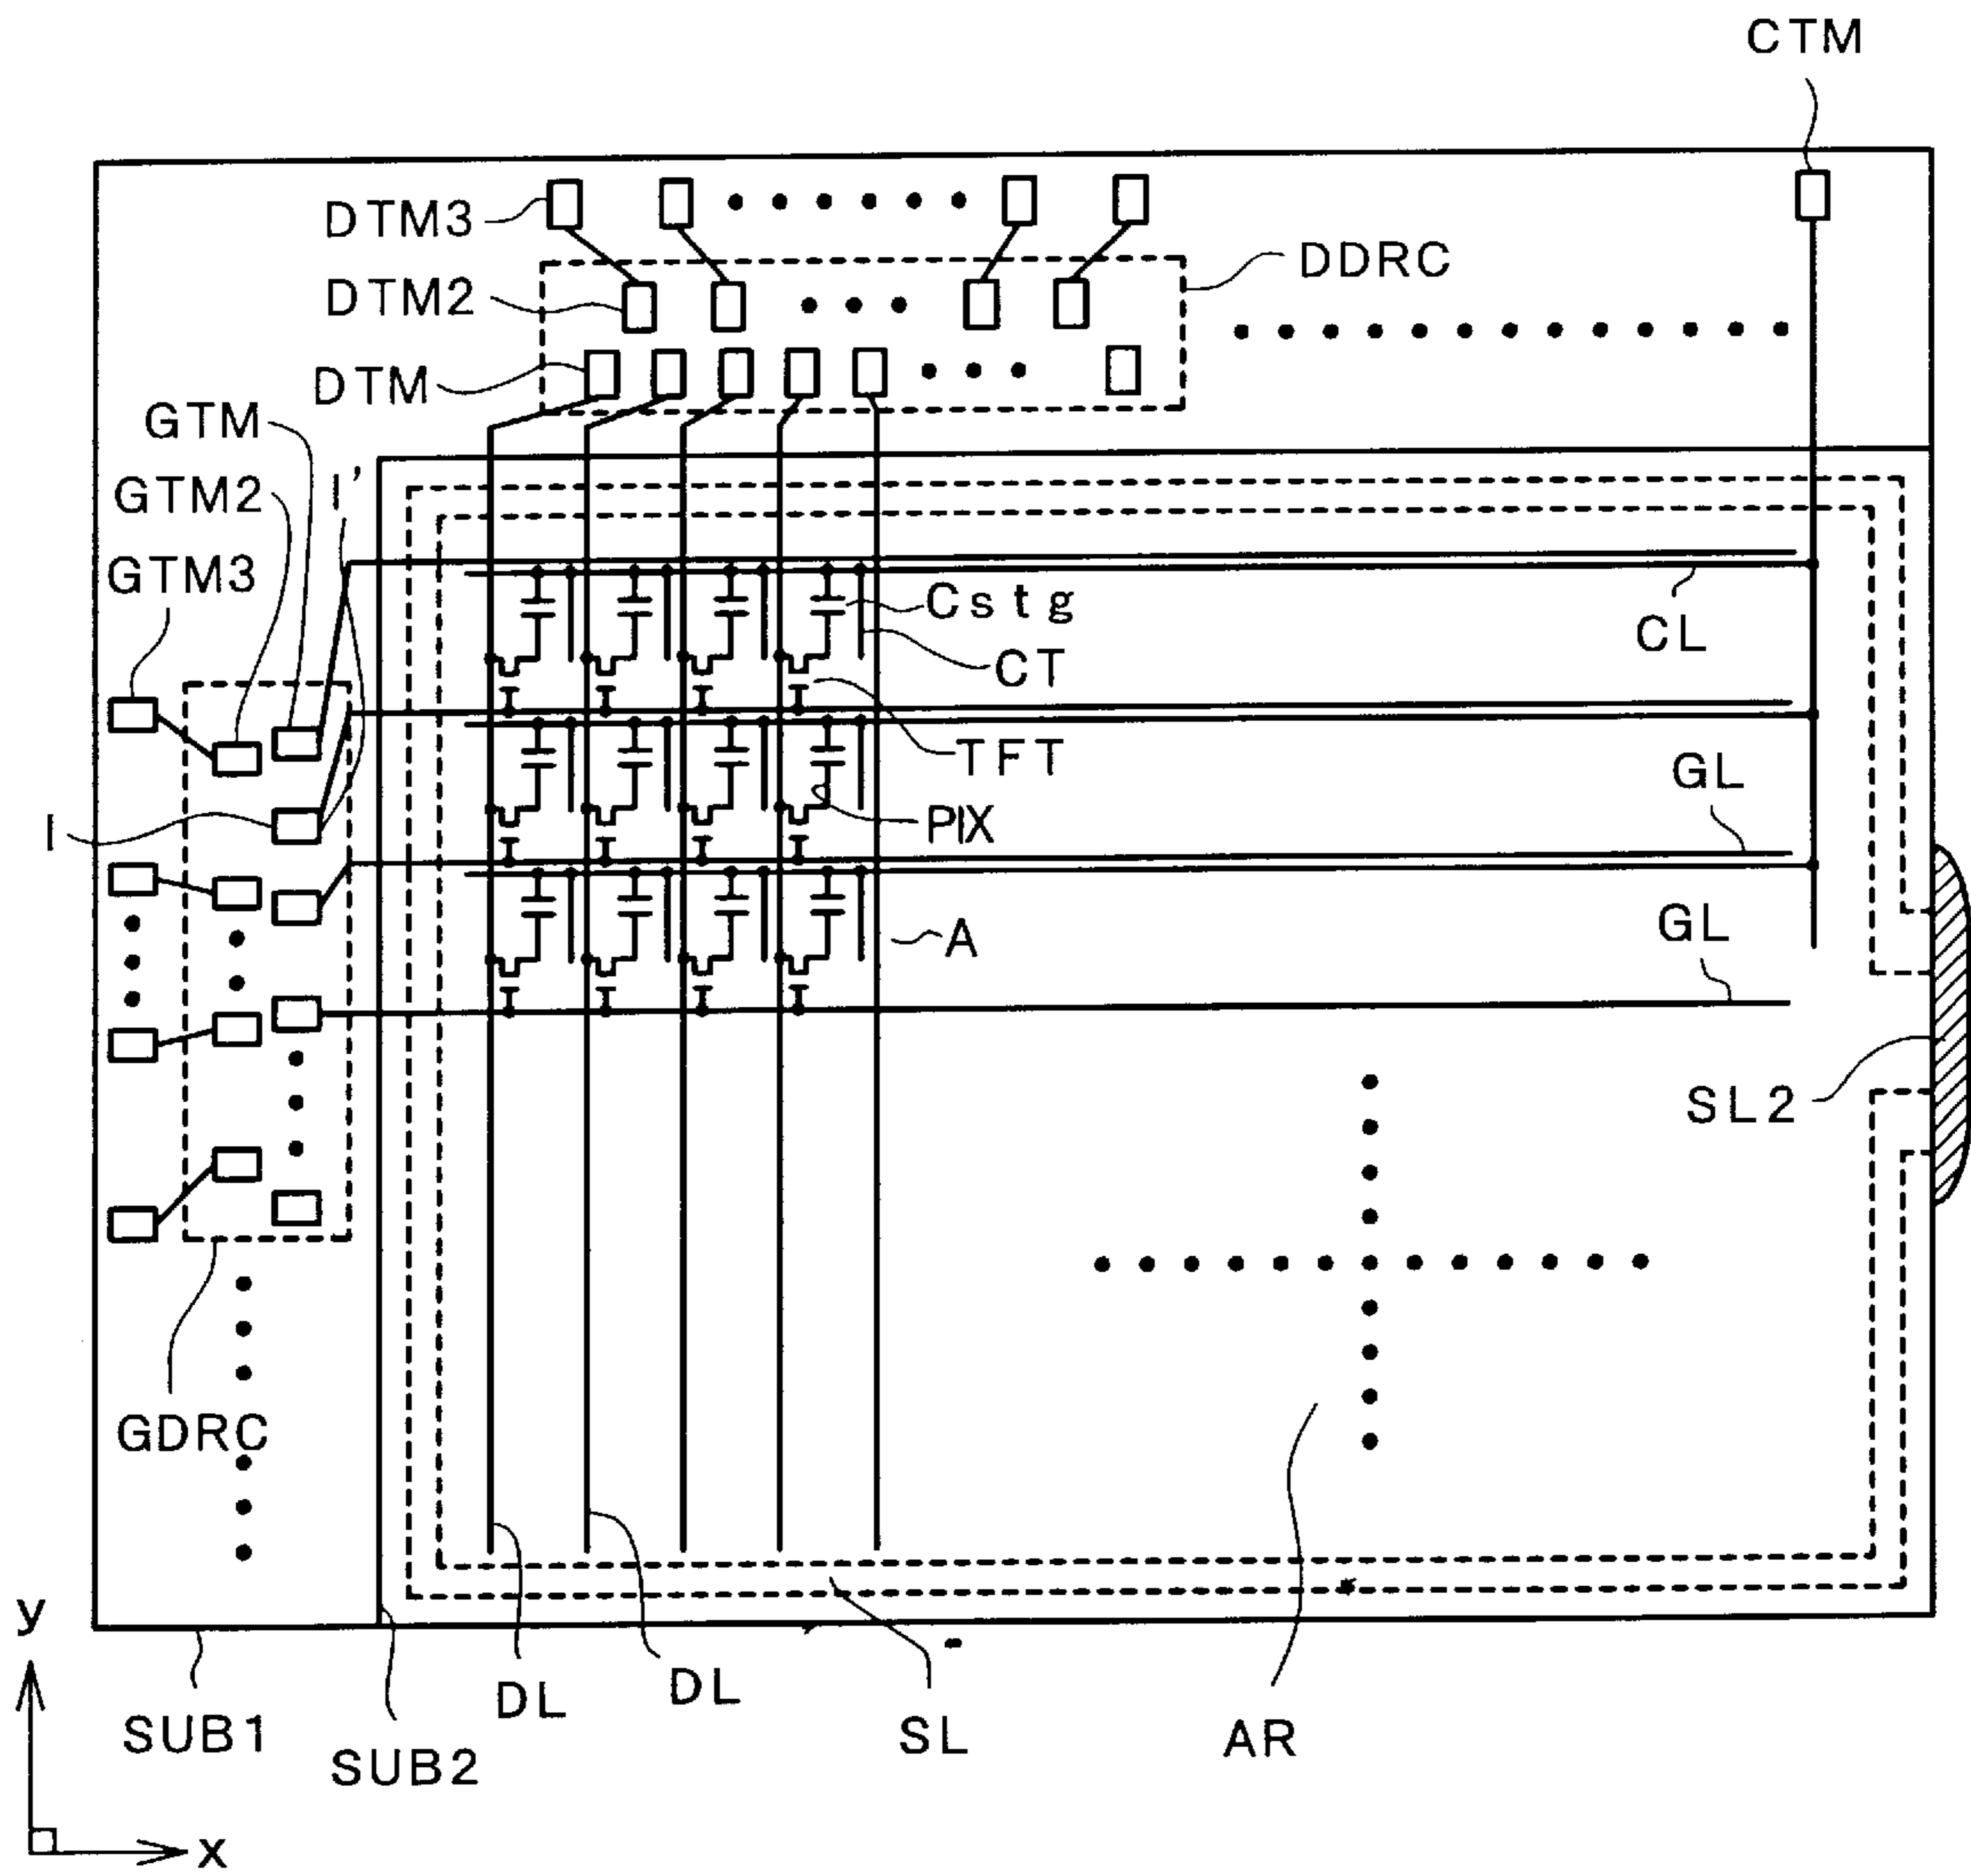 CTM
DTM3
DDRC
DTM2
DTM
GTM
I'
GTM2
GTM3
Cstg
CL
CT
TFT
GL
PIX
I
A
GL
SL2
GDRC
y
DL
DL
SL
AR
SUB1
SUB2
x